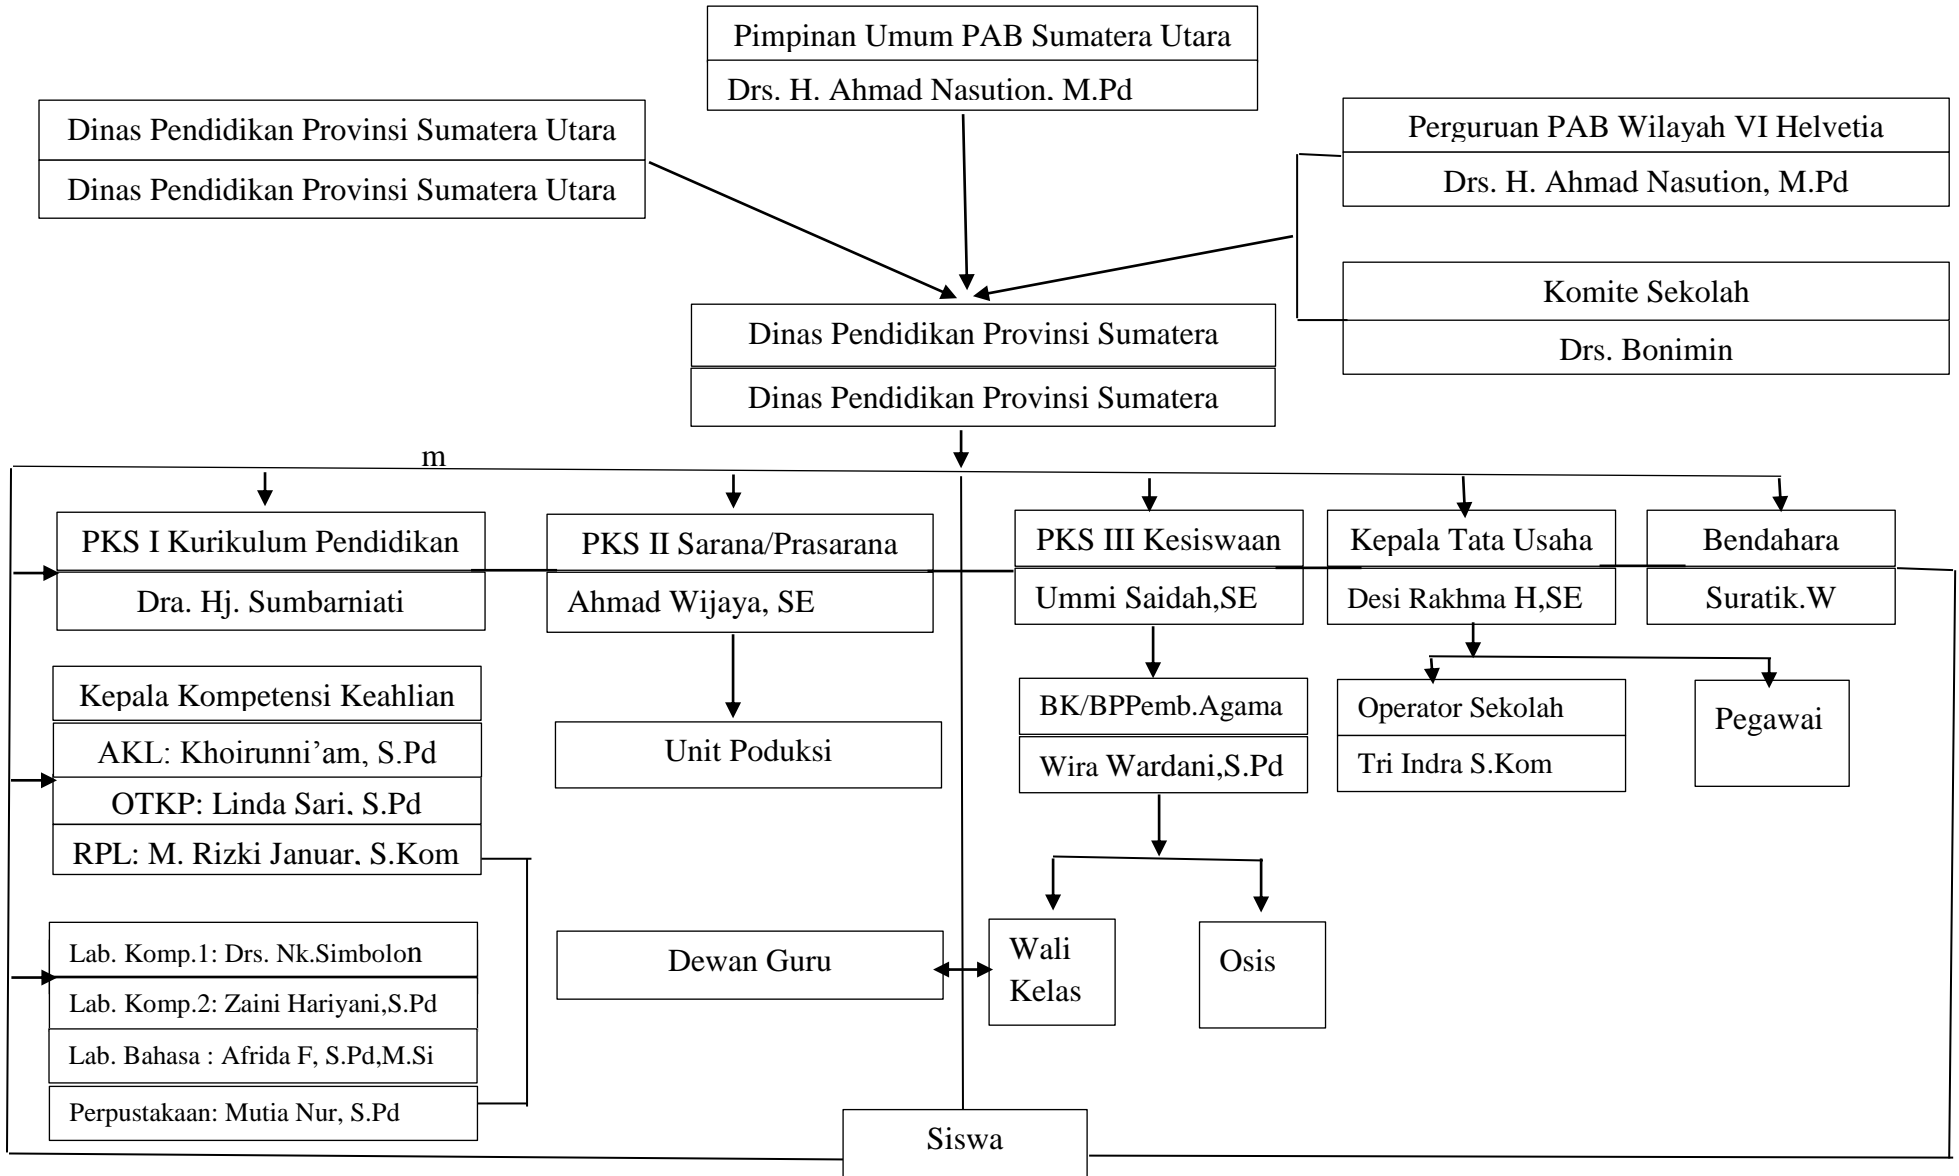 Pimpinan Umum PAB Sumatera Utara
Drs. H. Ahmad Nasution, M.Pd
Dinas Pendidikan Provinsi Sumatera Utara
Dinas Pendidikan Provinsi Sumatera Utara
Perguruan PAB Wilayah VI Helvetia
Drs. H. Ahmad Nasution, M.Pd
Komite Sekolah
Drs. Bonimin
Dinas Pendidikan Provinsi Sumatera
Dinas Pendidikan Provinsi Sumatera
m
PKS I Kurikulum Pendidikan
Dra. Hj. Sumbarniati
PKS II Sarana/Prasarana
Ahmad Wijaya, SE
PKS III Kesiswaan
Ummi Saidah,SE
Kepala Tata Usaha
Desi Rakhma H,SE
Bendahara
Suratik.W
Kepala Kompetensi Keahlian
AKL: Khoirunni’am, S.Pd
OTKP: Linda Sari, S.Pd
RPL: M. Rizki Januar, S.Kom
Unit Poduksi
BK/BPPemb.Agama
Wira Wardani,S.Pd
Operator Sekolah
Tri Indra S.Kom
Pegawai
Lab. Komp.1: Drs. Nk.Simbolon
Lab. Komp.2: Zaini Hariyani,S.Pd
Lab. Bahasa : Afrida F, S.Pd,M.Si
Perpustakaan: Mutia Nur, S.Pd
Dewan Guru
Wali
Kelas
Osis
Siswa